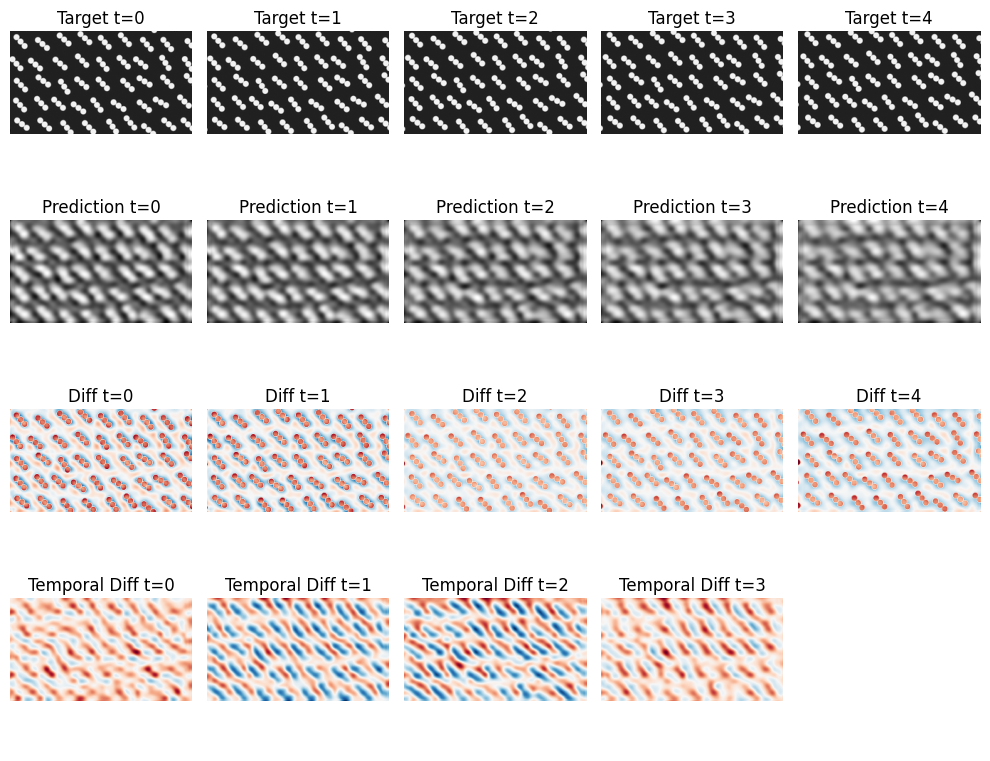 Target t=0 Target t=1 Target t=2 Target t=3 Target t=4
Prediction t=0 Prediction t=1 Prediction t=2 Prediction t=3 Prediction t=4
Diff t=0 Diff t=1 Diff t=2 Diff t=3 Diff t=4
Temporal Diff t=0 Temporal Diff t=1 Temporal Diff t=2 Temporal Diff t=3